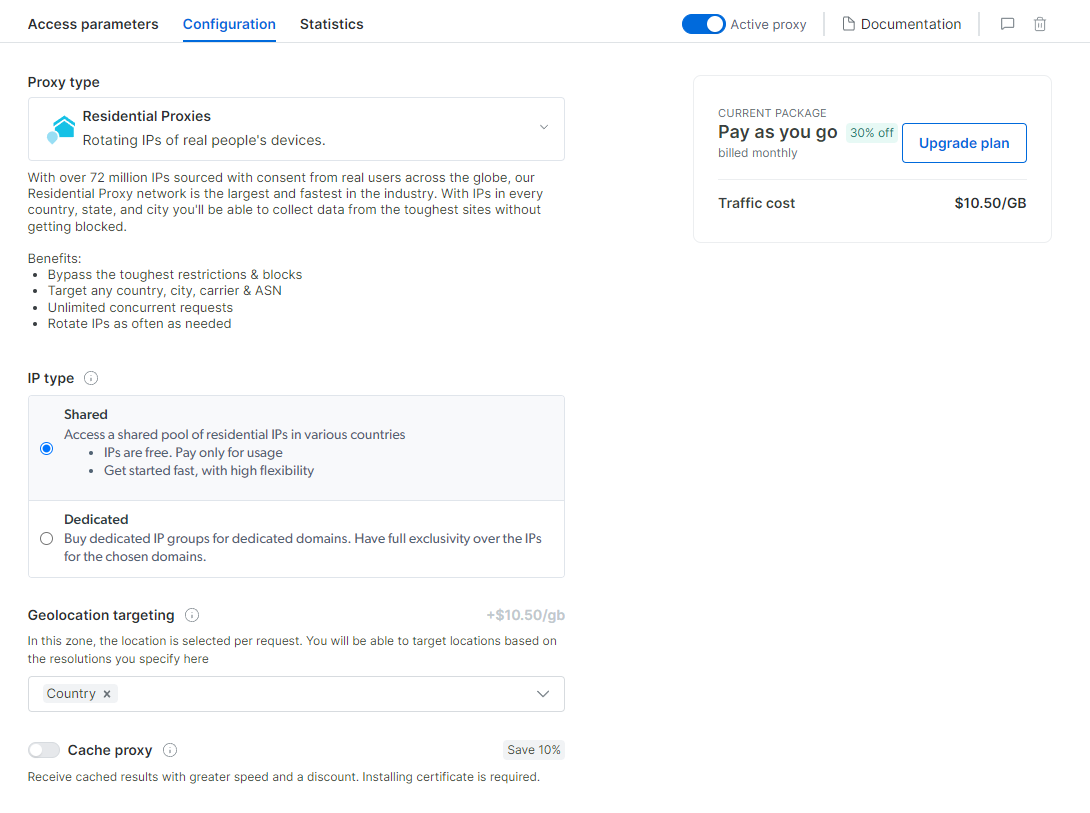 Access parameters
Configuration
Statistics
Active proxy
Documentation
Proxy type
Residential Proxies
Rotating IPs of real people's devices.
With over 72 million IPs sourced with consent from real users across the globe, our
Residential Proxy network is the largest and fastest in the industry. With IPs in every
country, state, and city you'll be able to collect data from the toughest sites without
getting blocked.
Benefits:
• Bypass the toughest restrictions & blocks
• Target any country, city, carrier & ASN
• Unlimited concurrent requests
• Rotate IPs as often as needed
IP type
Shared
Access a shared pool of residential IPs in various countries
• IPs are free. Pay only for usage
• Get started fast, with high flexibility
Dedicated
Buy dedicated IP groups for dedicated domains. Have full exclusivity over the IPs
for the chosen domains.
Geolocation targeting
+$10.50/gb
In this zone, the location is selected per request. You will be able to target locations based on
the resolutions you specify here
Country ×
Cache proxy
Save 10%
Receive cached results with greater speed and a discount. Installing certificate is required.
CURRENT PACKAGE
Pay as you go
30% off
Upgrade plan
billed monthly
Traffic cost
$10.50/GB